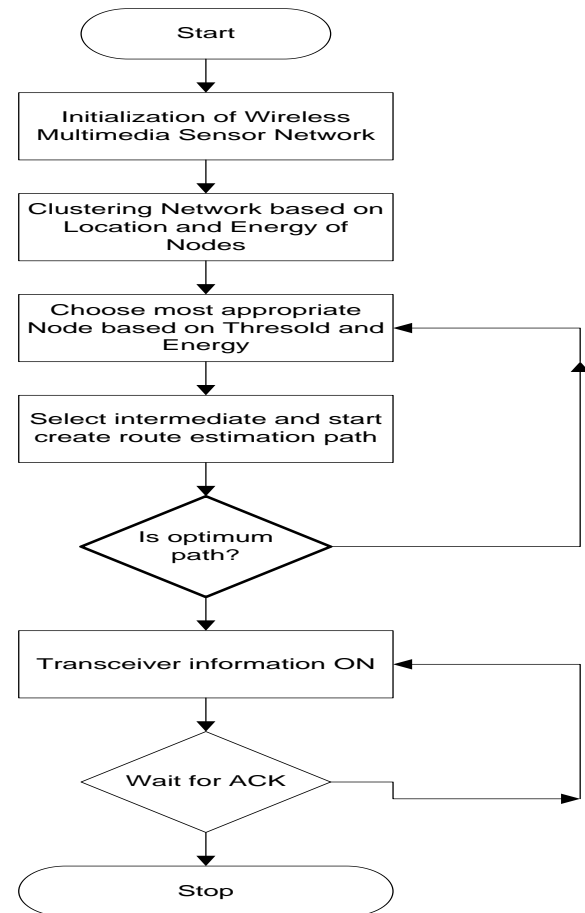 Start
Initialization of Wireless
Multimedia Sensor Network
Clustering Network based on
Location and Energy of
Nodes
Choose most appropriate
Node based on Thresold and
Energy
Select intermediate and start
create route estimation path
Is optimum
path?
Transceiver information ON
Wait for ACK
Stop